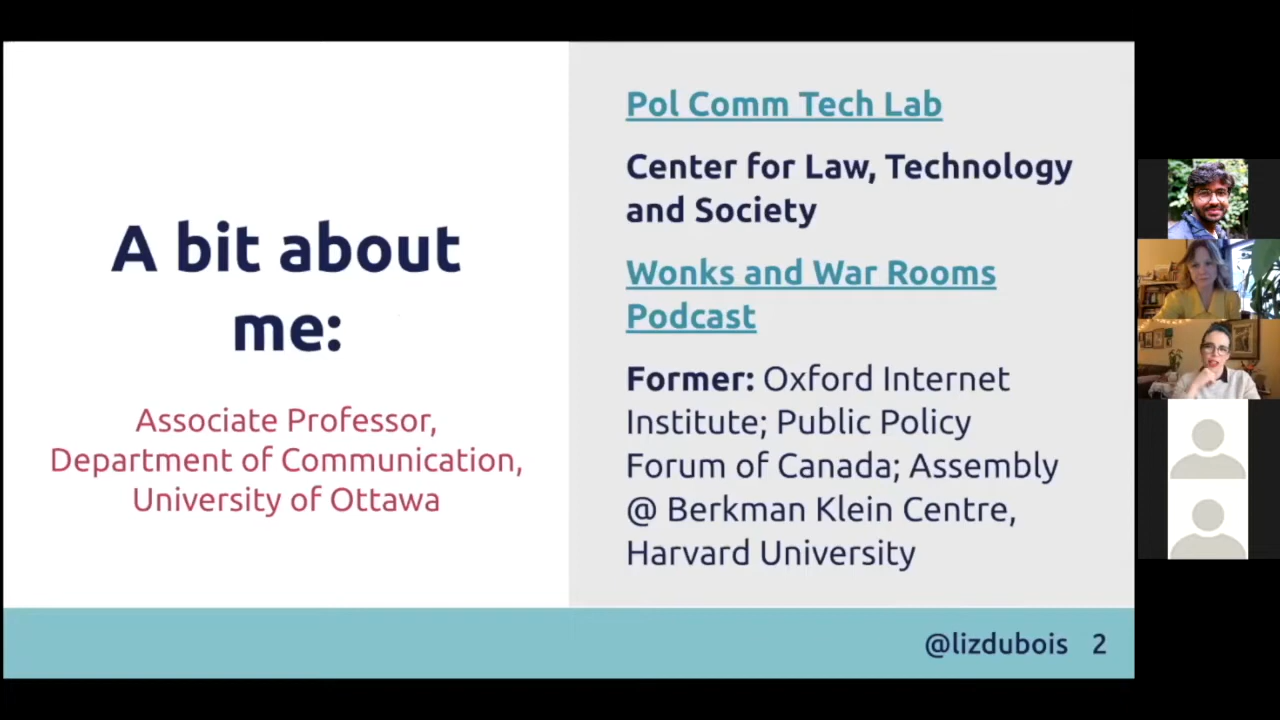 A bit about
me:
Associate Professor,
Department of Communication,
University of Ottawa
Pol Comm Tech Lab
Center for Law, Technology
and Society
Wonks and War Rooms
Podcast
Former: Oxford Internet
Institute; Public Policy
Forum of Canada; Assembly
@ Berkman Klein Centre,
Harvard University
@lizdubois 2